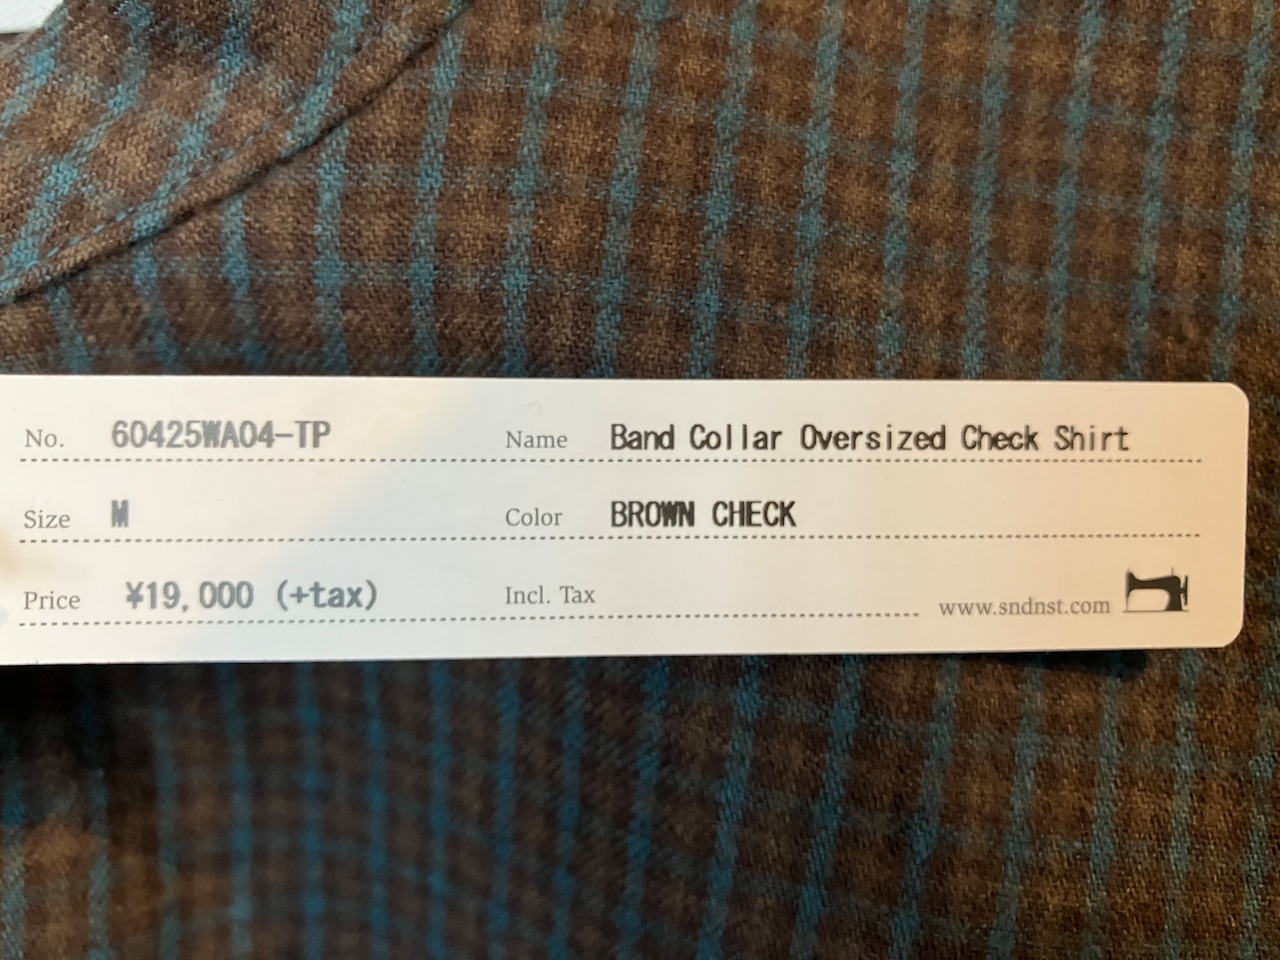 No. 60425WA04-TP Name Band Collar Oversized Check Shirt
Size M Color BROWN CHECK
Price ¥19,000 (+tax) Incl. Tax www.sndnst.com